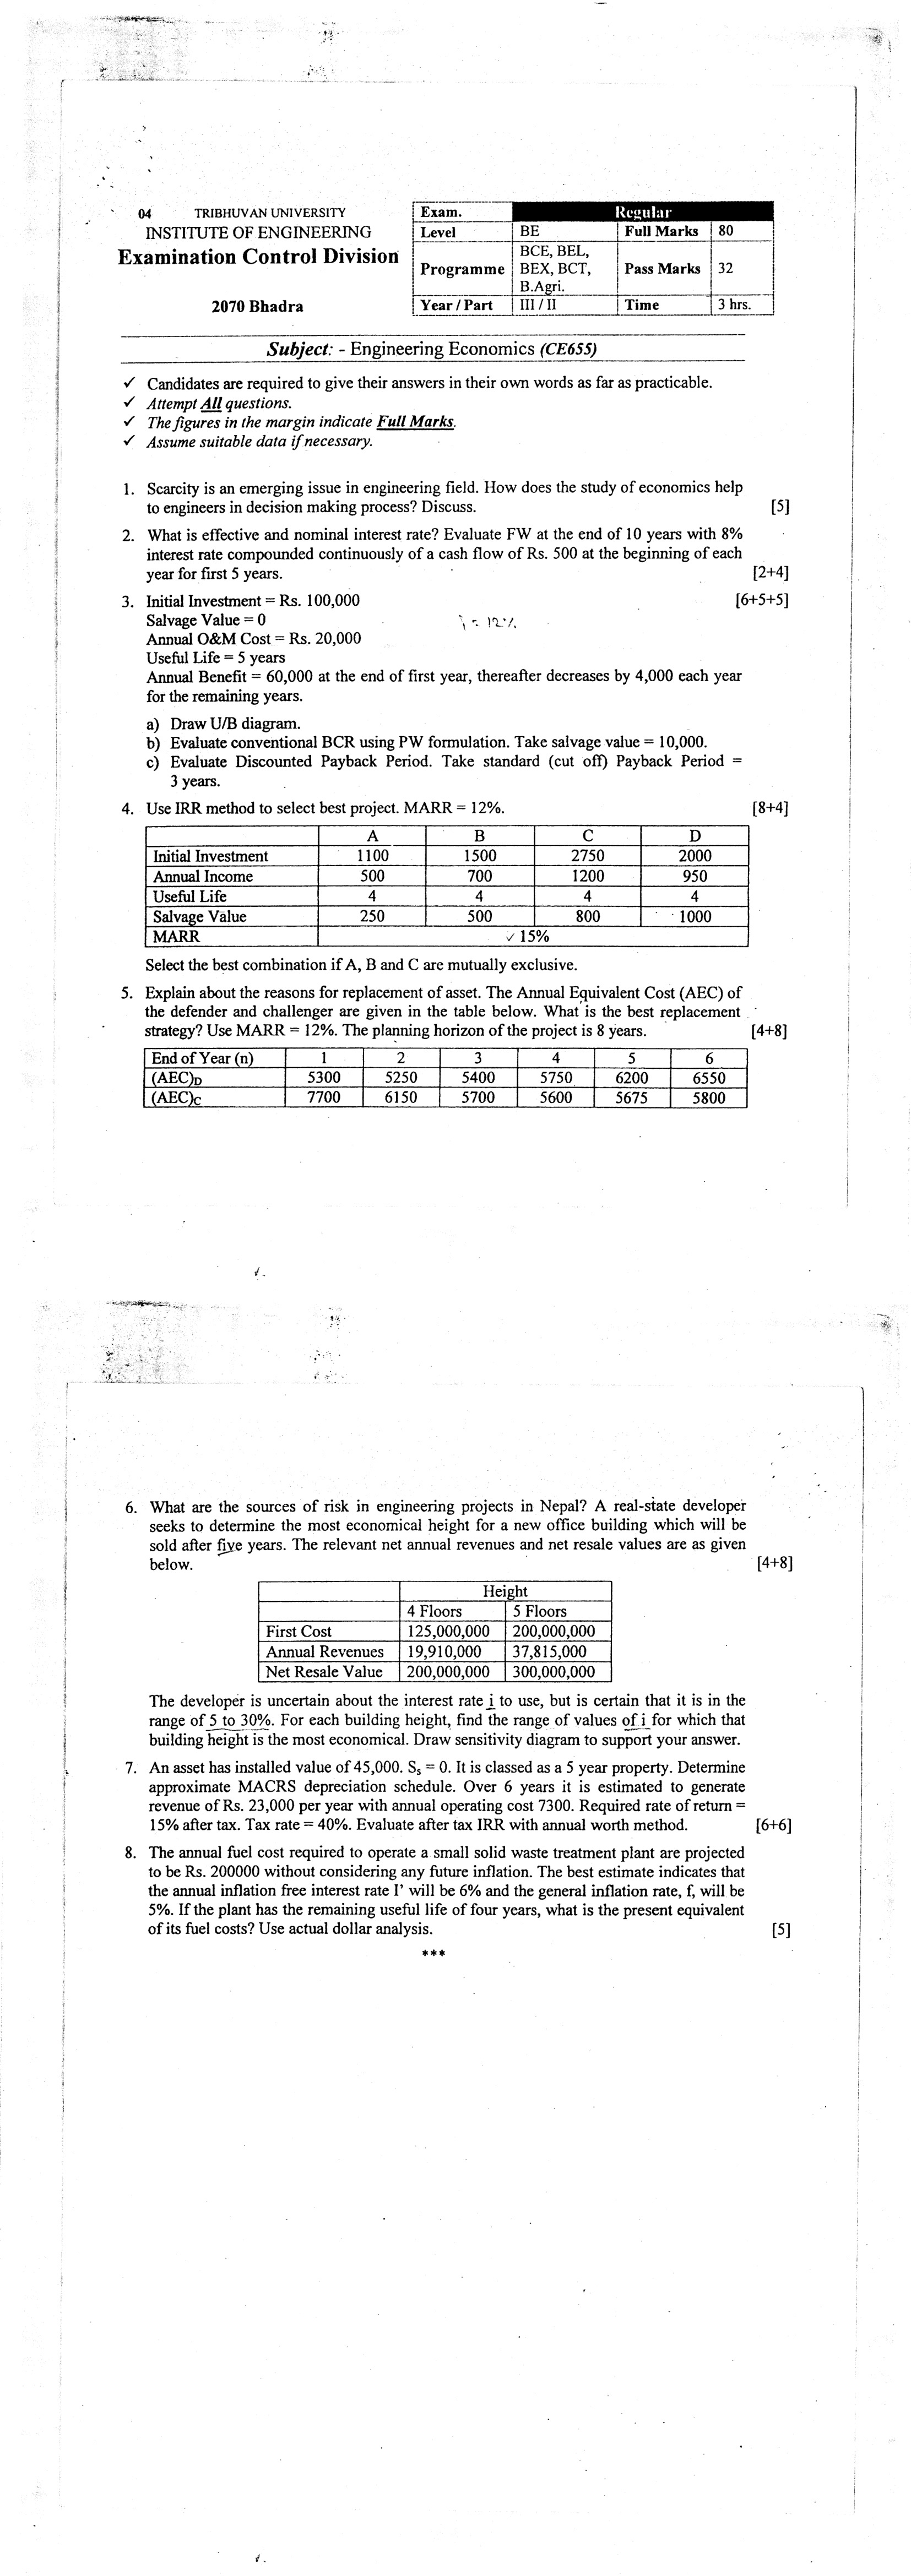 04 TRIBHUVAN UNIVERSITY
INSTITUTE OF ENGINEERING
Examination Control Division
2070 Bhadra
Exam. Regular
Level BE Full Marks 80
Programme BCE, BEL, BEX, BCT, B.Agri. Pass Marks 32
Year / Part III / II Time 3 hrs.
Subject: - Engineering Economics (CE655)
✓ Candidates are required to give their answers in their own words as far as practicable.
✓ Attempt All questions.
✓ The figures in the margin indicate Full Marks.
✓ Assume suitable data if necessary.
1. Scarcity is an emerging issue in engineering field. How does the study of economics help
to engineers in decision making process? Discuss. [5]
2. What is effective and nominal interest rate? Evaluate FW at the end of 10 years with 8%
interest rate compounded continuously of a cash flow of Rs. 500 at the beginning of each
year for first 5 years. [2+4]
3. Initial Investment = Rs. 100,000 [6+5+5]
Salvage Value = 0 i = 12%
Annual O&M Cost = Rs. 20,000
Useful Life = 5 years
Annual Benefit = 60,000 at the end of first year, thereafter decreases by 4,000 each year
for the remaining years.
a) Draw U/B diagram.
b) Evaluate conventional BCR using PW formulation. Take salvage value = 10,000.
c) Evaluate Discounted Payback Period. Take standard (cut off) Payback Period =
3 years.
4. Use IRR method to select best project. MARR = 12%. [8+4]
A B C D
Initial Investment 1100 1500 2750 2000
Annual Income 500 700 1200 950
Useful Life 4 4 4 4
Salvage Value 250 500 800 1000
MARR ✓ 15%
Select the best combination if A, B and C are mutually exclusive.
5. Explain about the reasons for replacement of asset. The Annual Equivalent Cost (AEC) of
the defender and challenger are given in the table below. What is the best replacement
strategy? Use MARR = 12%. The planning horizon of the project is 8 years. [4+8]
End of Year (n) 1 2 3 4 5 6
(AEC)D 5300 5250 5400 5750 6200 6550
(AEC)C 7700 6150 5700 5600 5675 5800
6. What are the sources of risk in engineering projects in Nepal? A real-state developer
seeks to determine the most economical height for a new office building which will be
sold after five years. The relevant net annual revenues and net resale values are as given
below. [4+8]
Height
4 Floors 5 Floors
First Cost 125,000,000 200,000,000
Annual Revenues 19,910,000 37,815,000
Net Resale Value 200,000,000 300,000,000
The developer is uncertain about the interest rate i to use, but is certain that it is in the
range of 5 to 30%. For each building height, find the range of values of i for which that
building height is the most economical. Draw sensitivity diagram to support your answer.
7. An asset has installed value of 45,000. Ss = 0. It is classed as a 5 year property. Determine
approximate MACRS depreciation schedule. Over 6 years it is estimated to generate
revenue of Rs. 23,000 per year with annual operating cost 7300. Required rate of return =
15% after tax. Tax rate = 40%. Evaluate after tax IRR with annual worth method. [6+6]
8. The annual fuel cost required to operate a small solid waste treatment plant are projected
to be Rs. 200000 without considering any future inflation. The best estimate indicates that
the annual inflation free interest rate I' will be 6% and the general inflation rate, f, will be
5%. If the plant has the remaining useful life of four years, what is the present equivalent
of its fuel costs? Use actual dollar analysis. [5]
***